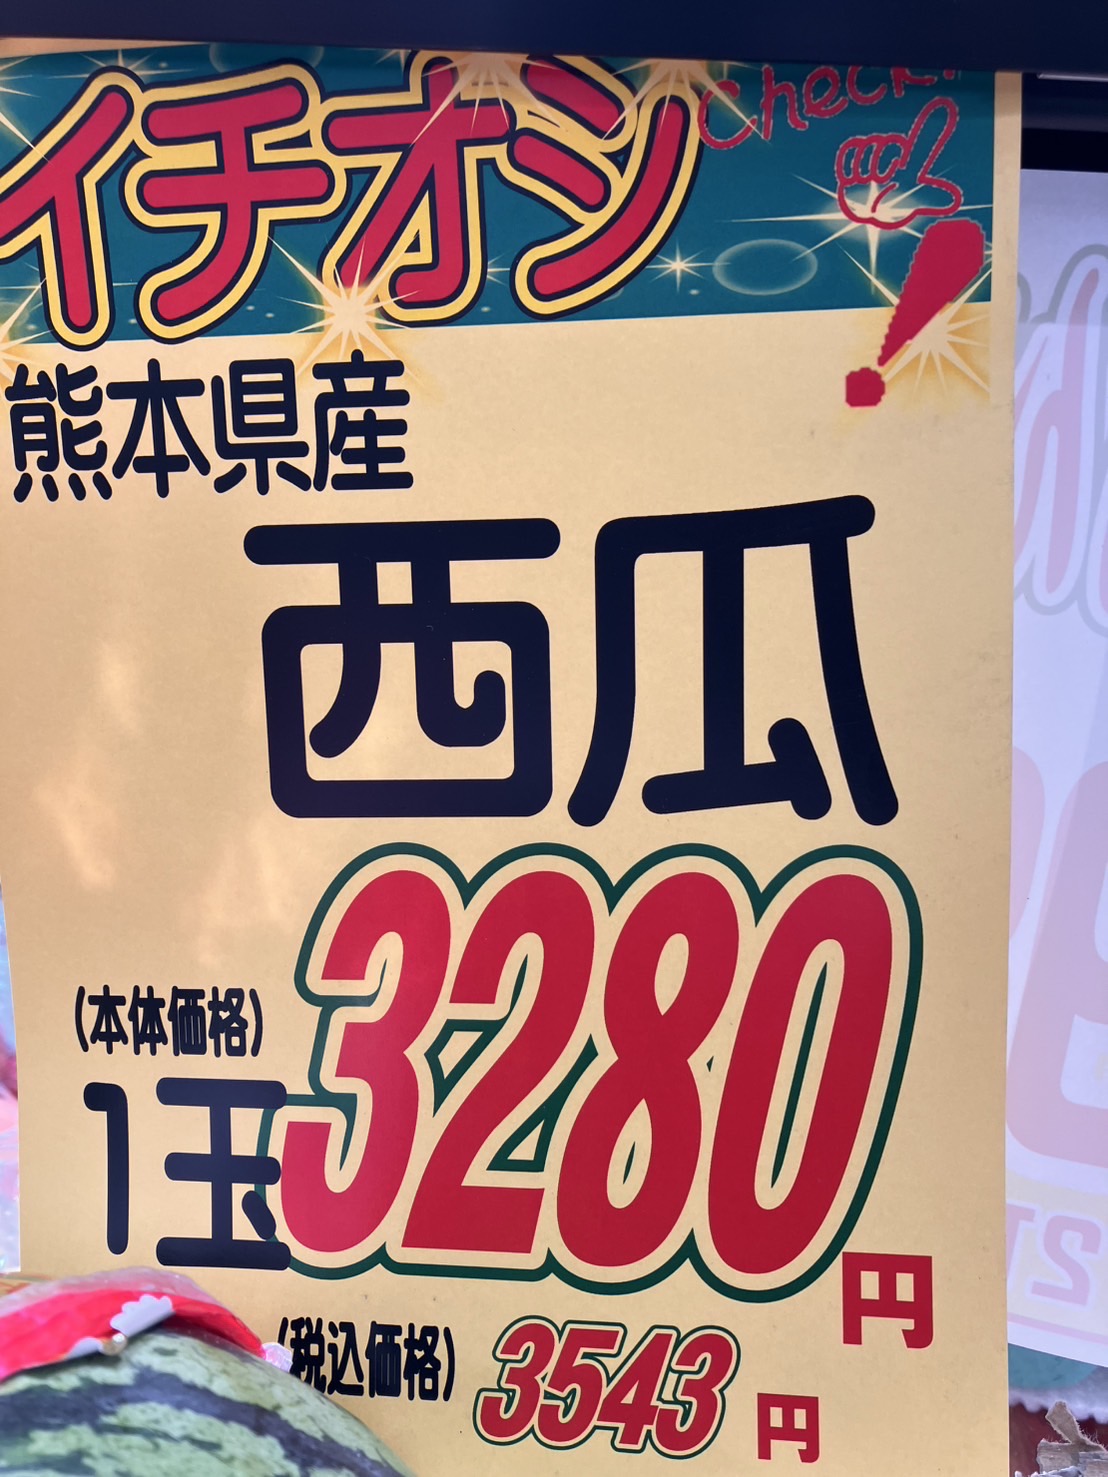 イチオシ
Check!
熊本県産
西瓜
(本体価格)
1玉 3280円
(税込価格) 3543円